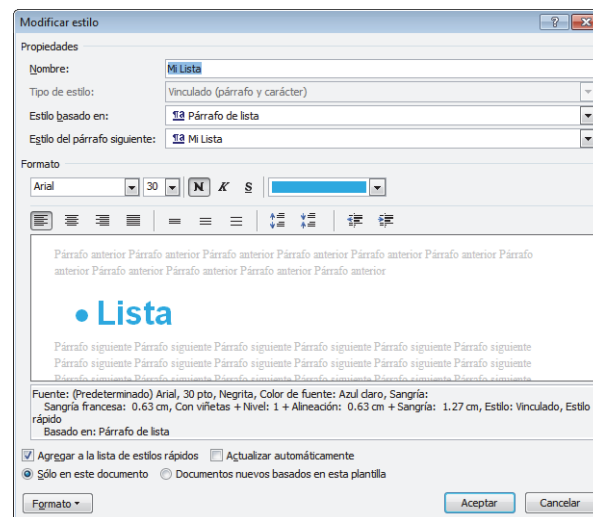 Modificar estilo
Propiedades
Nombre: Mi Lista
Tipo de estilo: Vinculado (párrafo y carácter)
Estilo basado en: ¶a Párrafo de lista
Estilo del párrafo siguiente: ¶a Mi Lista
Formato
Arial 30 N K S
Párrafo anterior Párrafo anterior Párrafo anterior Párrafo anterior Párrafo anterior Párrafo anterior Párrafo
anterior Párrafo anterior Párrafo anterior Párrafo anterior Párrafo anterior
• Lista
Párrafo siguiente Párrafo siguiente Párrafo siguiente Párrafo siguiente Párrafo siguiente Párrafo siguiente
Párrafo siguiente Párrafo siguiente Párrafo siguiente Párrafo siguiente Párrafo siguiente Párrafo siguiente
Párrafo siguiente Párrafo siguiente Párrafo siguiente Párrafo siguiente Párrafo siguiente Párrafo siguiente
Fuente: (Predeterminado) Arial, 30 pto, Negrita, Color de fuente: Azul claro, Sangría:
Sangría francesa: 0.63 cm, Con viñetas + Nivel: 1 + Alineación: 0.63 cm + Sangría: 1.27 cm, Estilo: Vinculado, Estilo
rápido
Basado en: Párrafo de lista
Agregar a la lista de estilos rápidos Actualizar automáticamente
Sólo en este documento Documentos nuevos basados en esta plantilla
Formato Aceptar Cancelar